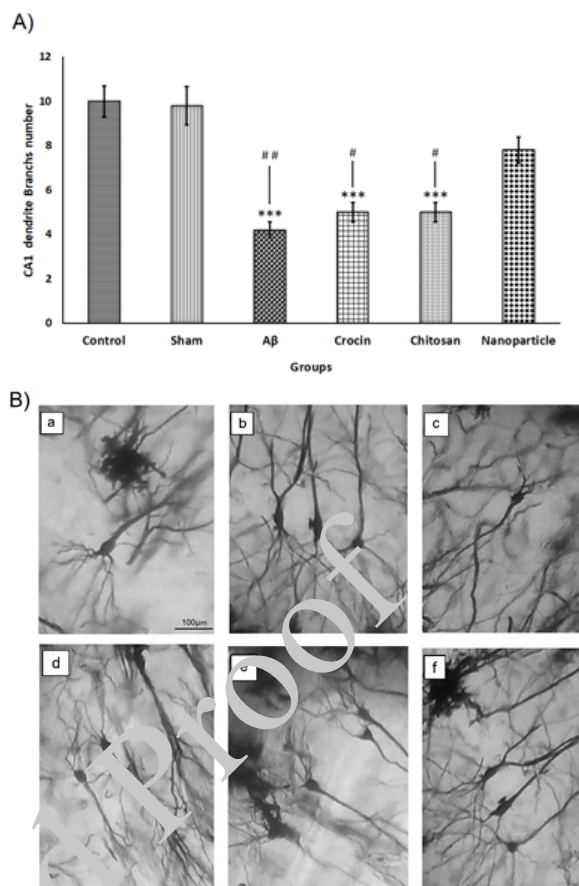 A)
CA1 dendrite Branchs number
12
10
8
6
4
2
0
##
***
#
***
#
***
Control Sham Aβ Crocin Chitosan Nanoparticle
Groups
B)
a b c
100µm
d e f
d Proof